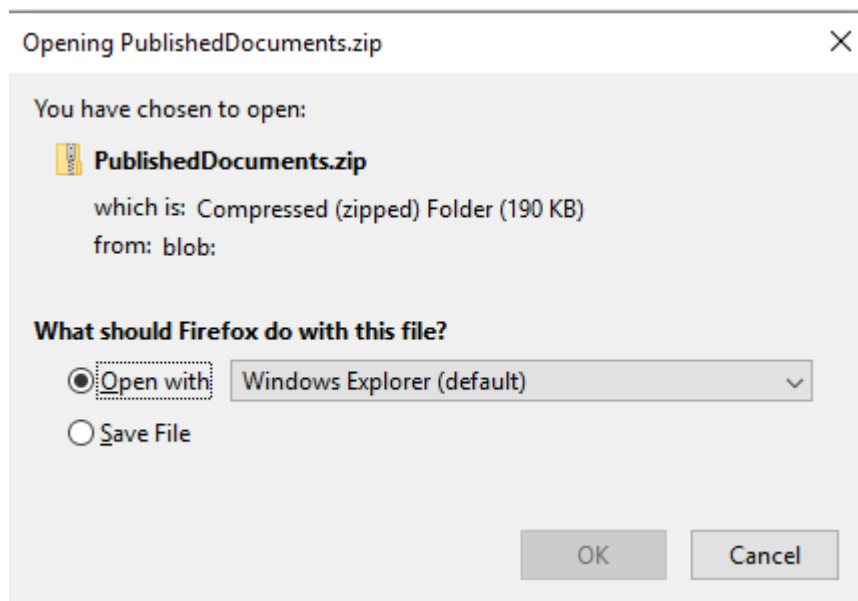 Opening PublishedDocuments.zip
You have chosen to open:
PublishedDocuments.zip
which is: Compressed (zipped) Folder (190 KB)
from: blob:
What should Firefox do with this file?
Open with Windows Explorer (default)
Save File
OK Cancel